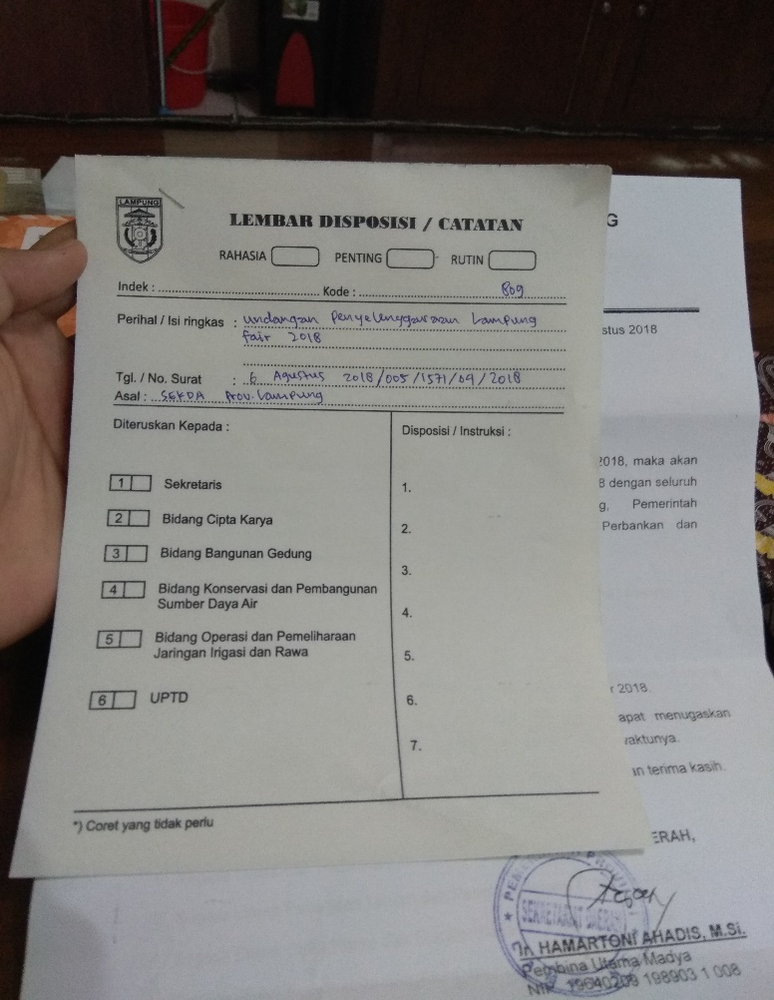 LAMPUNG
LEMBAR DISPOSISI / CATATAN
RAHASIA PENTING RUTIN
Indek : Kode : 809
Perihal / Isi ringkas : undangan Penyelenggaraan Lampung
fair 2018
Tgl. / No. Surat : 6 Agustus 2018/005/1571/09/2018
Asal : SEKDA Prov. Lampung
Diteruskan Kepada :
Disposisi / Instruksi :
1 Sekretaris
2 Bidang Cipta Karya
3 Bidang Bangunan Gedung
4 Bidang Konservasi dan Pembangunan
Sumber Daya Air
5 Bidang Operasi dan Pemeliharaan
Jaringan Irigasi dan Rawa
6 UPTD
1.
2.
3.
4.
5.
6.
7.
*) Coret yang tidak perlu
G
stus 2018
2018, maka akan
8 dengan seluruh
g, Pemerintah
Perbankan dan
r 2018.
apat menugaskan
vaktunya.
an terima kasih.
ERAH,
SEKRETARIAT DAERAH
Ir. HAMARTONI AHADIS, M.Si.
Pembina Utama Madya
NIP. 19640209 198903 1 008